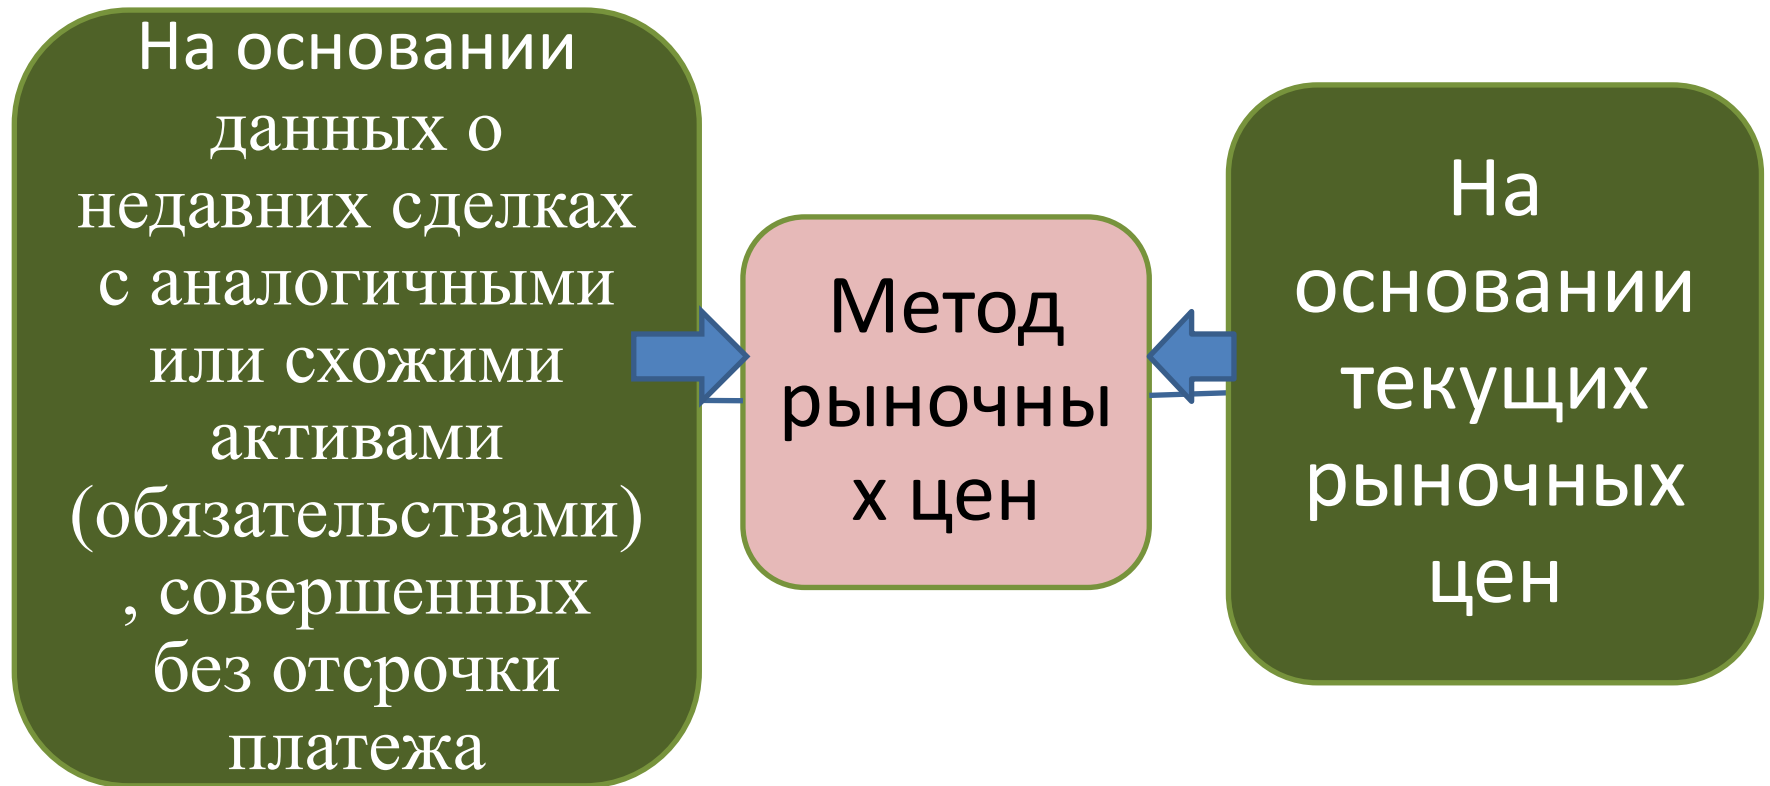 На основании
данных о
недавних сделках
с аналогичными
или схожими
активами
(обязательствами)
, совершенных
без отсрочки
платежа
Метод
рыночны
х цен
На
основании
текущих
рыночных
цен